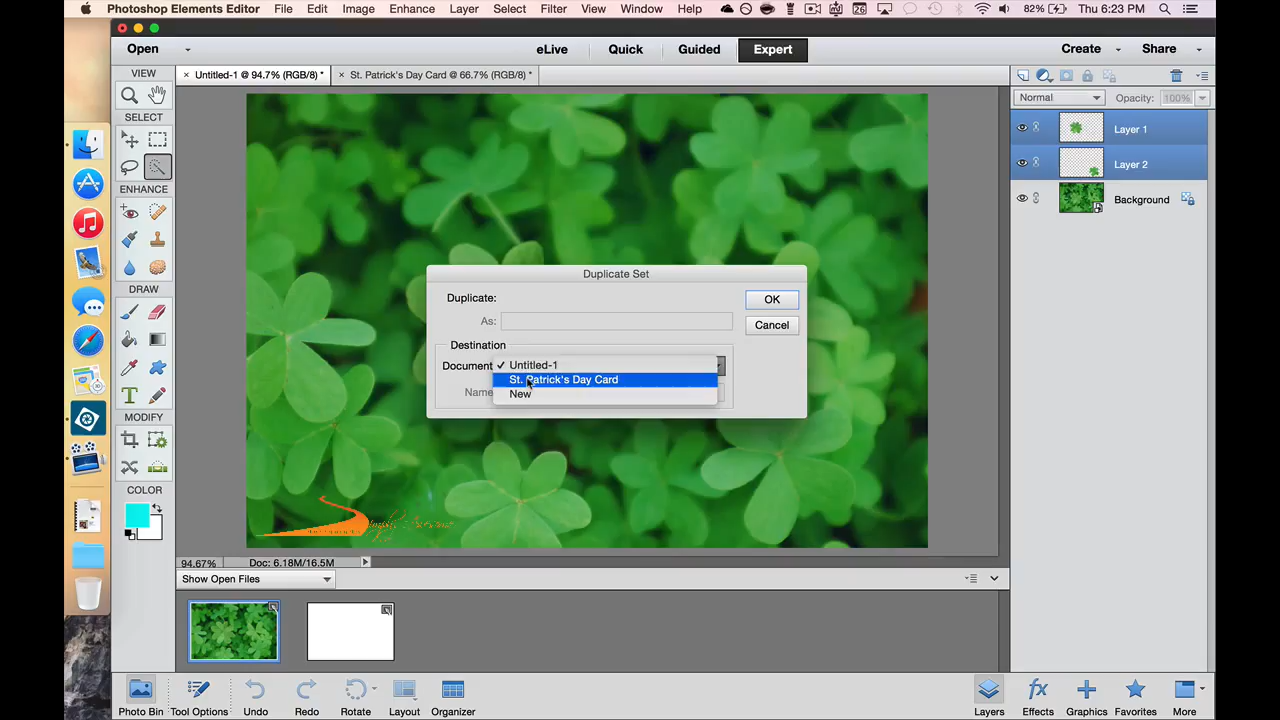 Photoshop Elements Editor File Edit Image Enhance Layer Select Filter View Window Help 26 82% Thu 6:23 PM
Open eLive Quick Guided Expert Create Share
VIEW
× Untitled-1 @ 94.7% (RGB/8) * × St. Patrick's Day Card @ 66.7% (RGB/8) *
Normal Opacity: 100%
SELECT
Layer 1
Layer 2
ENHANCE
Background
Duplicate Set
Duplicate:
OK
As:
Cancel
DRAW
Destination
Document ✓ Untitled-1
St. Patrick's Day Card
Name New
T
MODIFY
COLOR
94.67% Doc: 6.18M/16.5M
Show Open Files
Photo Bin Tool Options Undo Redo Rotate Layout Organizer Layers Effects Graphics Favorites More
fx